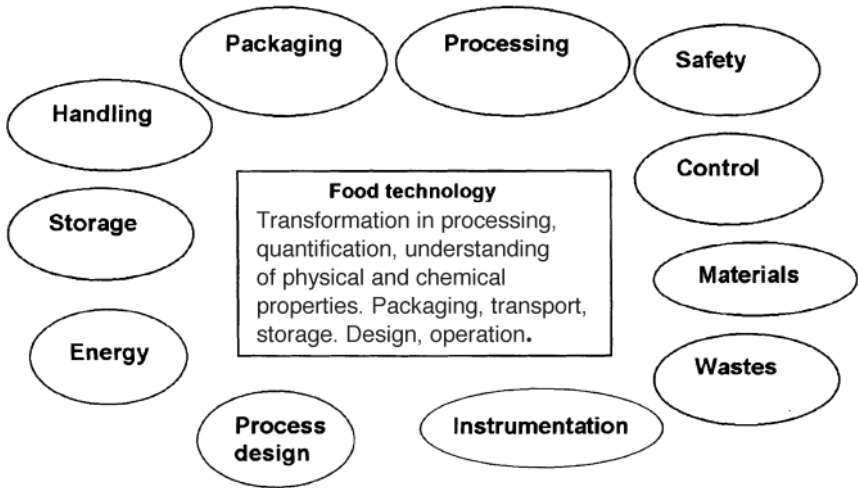 Packaging
Processing
Safety
Handling
Control
Storage
Food technology
Transformation in processing,
quantification, understanding
of physical and chemical
properties. Packaging, transport,
storage. Design, operation.
Materials
Energy
Wastes
Process
design
Instrumentation